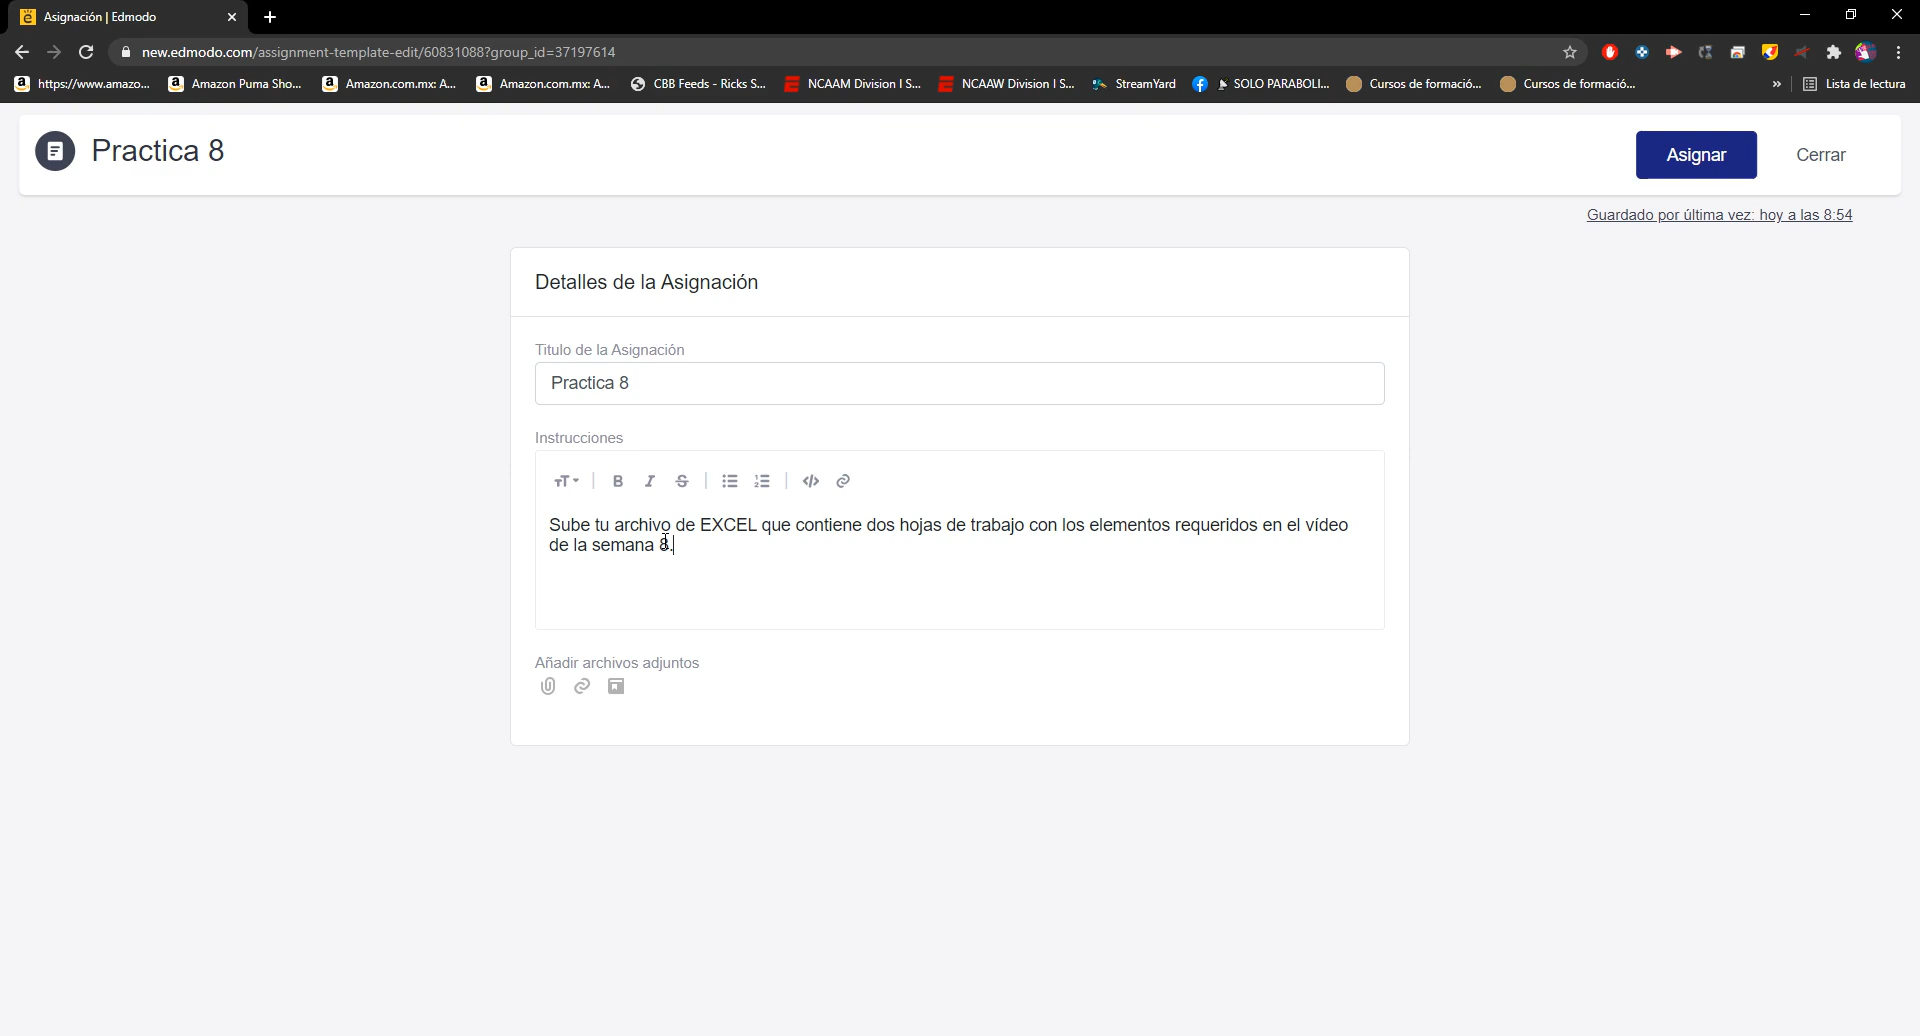 Asignación | Edmodo
new.edmodo.com/assignment-template-edit/60831088?group_id=37197614
https://www.amazo... Amazon Puma Sho... Amazon.com.mx: A... Amazon.com.mx: A... CBB Feeds - Ricks S... NCAAM Division I S... NCAAW Division I S... StreamYard SOLO PARABOLI... Cursos de formació... Cursos de formació... » Lista de lectura
Practica 8
Asignar
Cerrar
Guardado por última vez: hoy a las 8:54
Detalles de la Asignación
Titulo de la Asignación
Practica 8
Instrucciones
Sube tu archivo de EXCEL que contiene dos hojas de trabajo con los elementos requeridos en el vídeo
de la semana 8.
Añadir archivos adjuntos